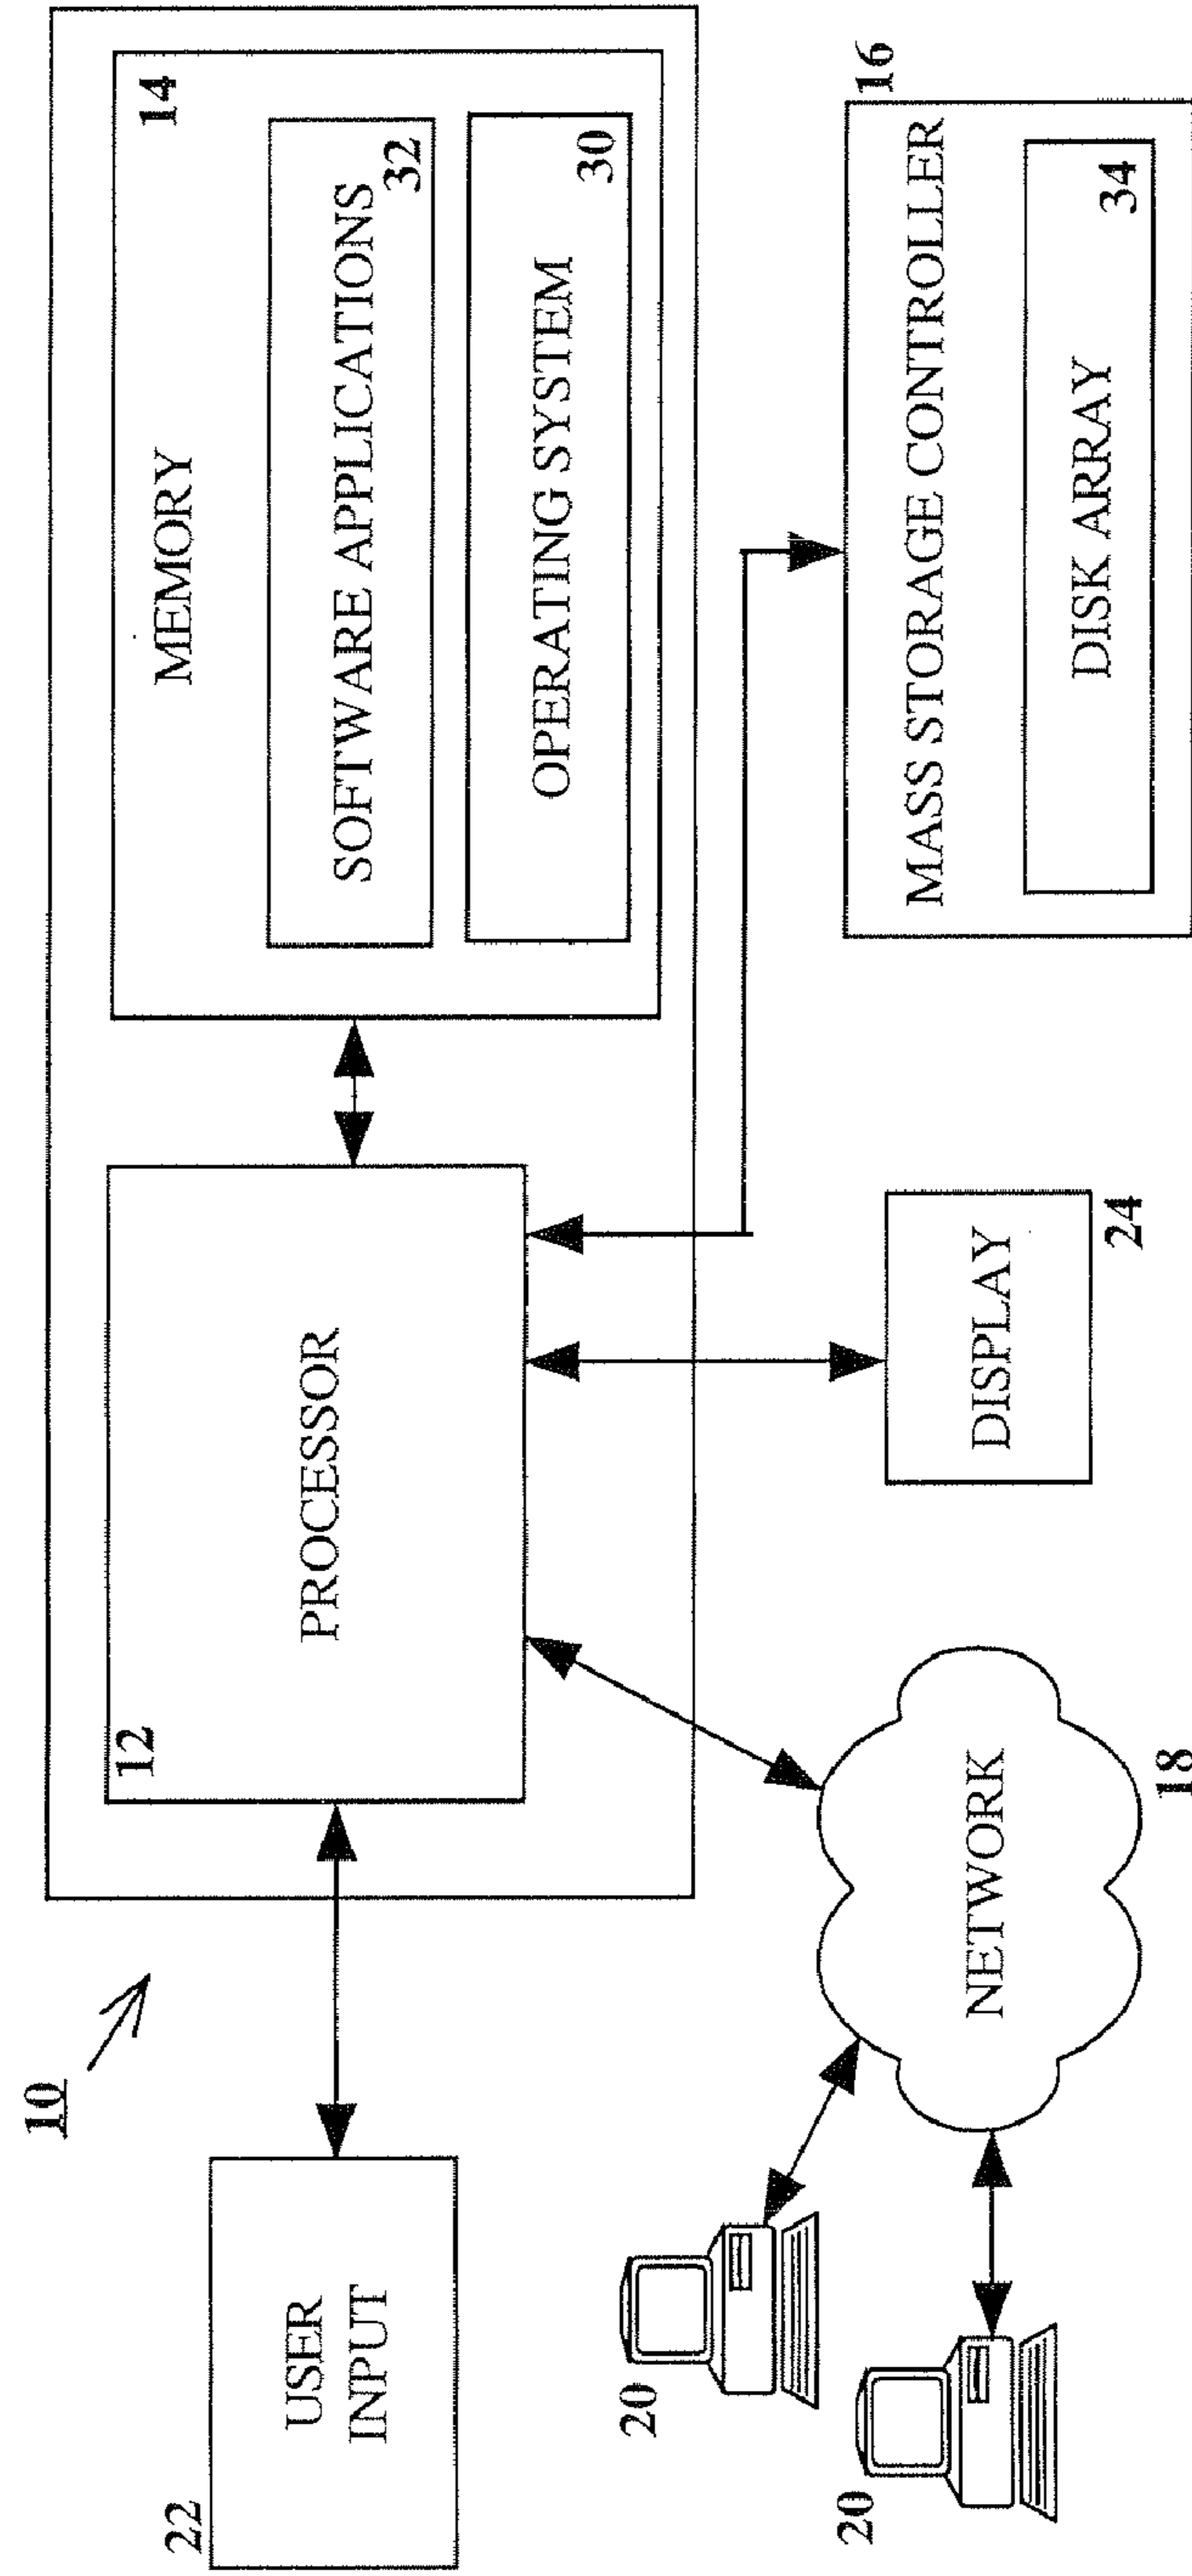 10
22
USER
INPUT
12
PROCESSOR
14
MEMORY
SOFTWARE APPLICATIONS
32
OPERATING SYSTEM
30
20
20
NETWORK
18
DISPLAY
24
16
MASS STORAGE CONTROLLER
DISK ARRAY
34